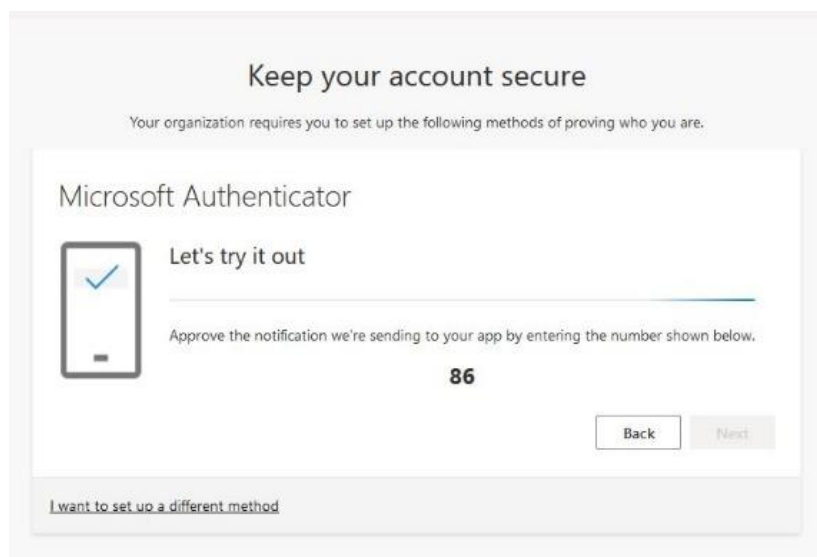 Keep your account secure
Your organization requires you to set up the following methods of proving who you are.
Microsoft Authenticator
Let's try it out
Approve the notification we're sending to your app by entering the number shown below.
86
Back Next
I want to set up a different method